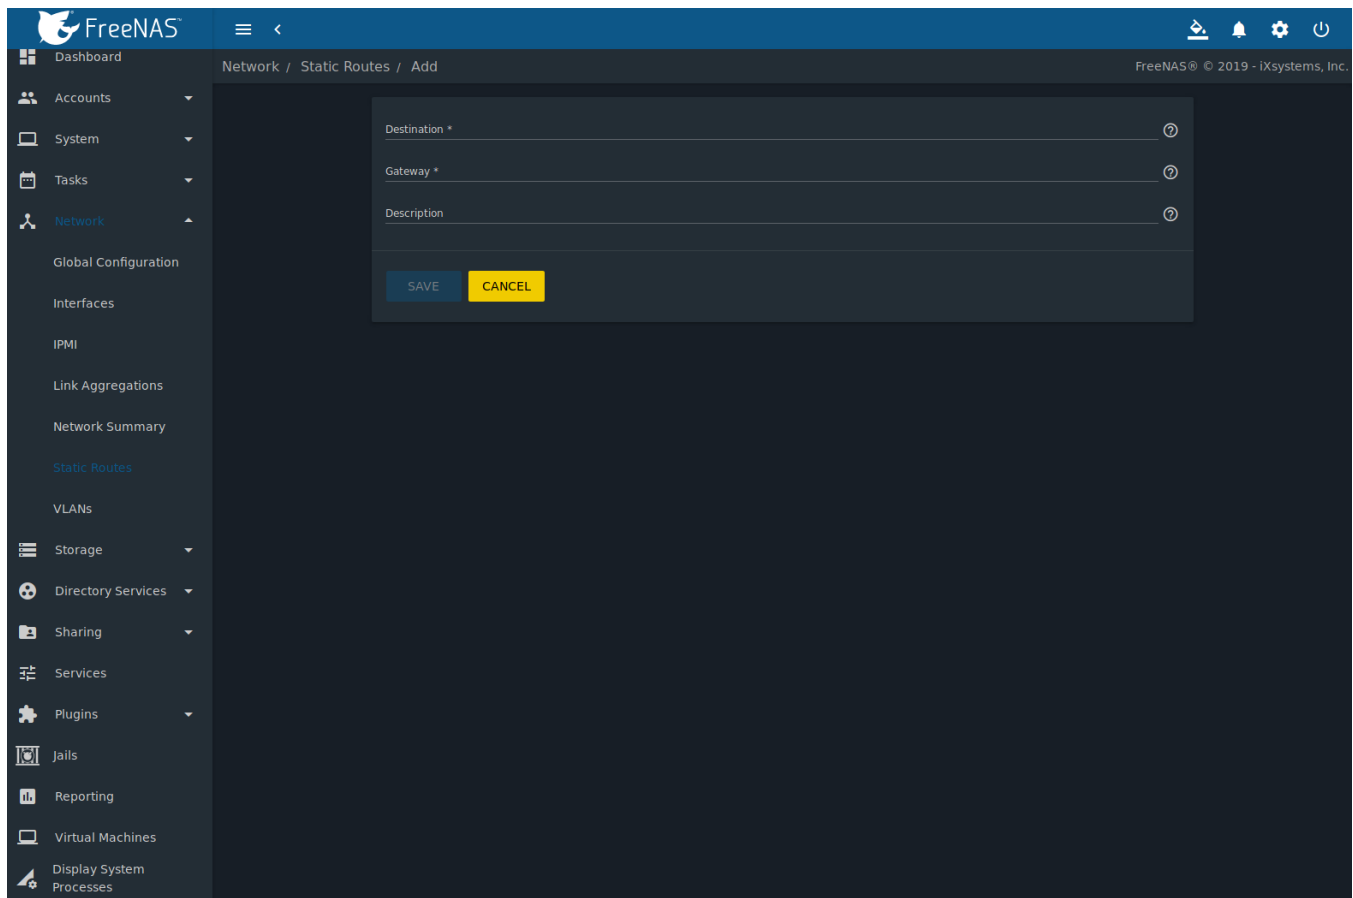 FreeNAS™
Dashboard
Network / Static Routes / Add
FreeNAS® © 2019 - iXsystems, Inc.
Accounts
System
Tasks
Network
Global Configuration
Interfaces
IPMI
Link Aggregations
Network Summary
Static Routes
VLANs
Storage
Directory Services
Sharing
Services
Plugins
Jails
Reporting
Virtual Machines
Display System
Processes
Destination *
Gateway *
Description
SAVE
CANCEL